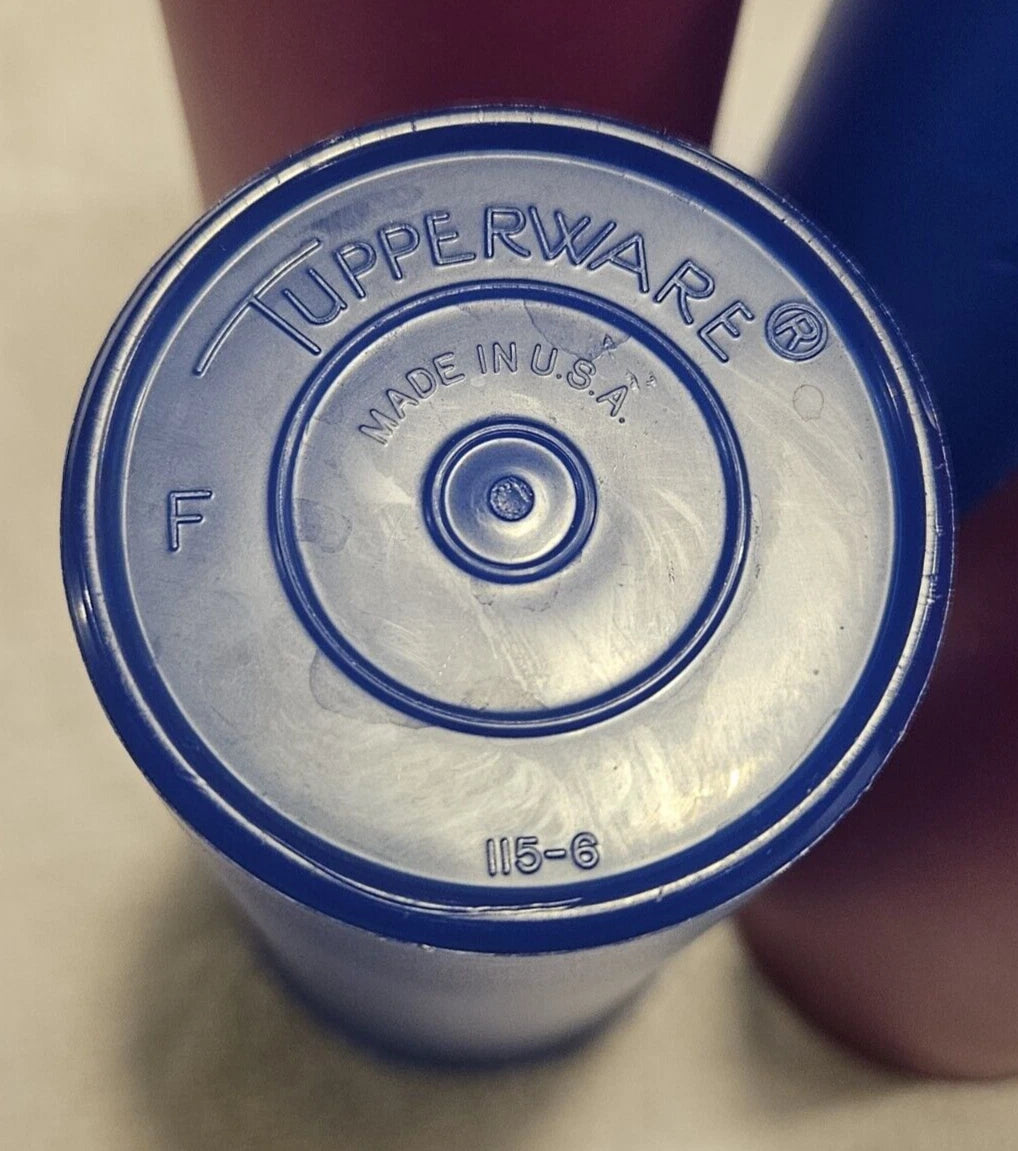 TUPPERWARE®
MADE IN U.S.A.
F
115-6